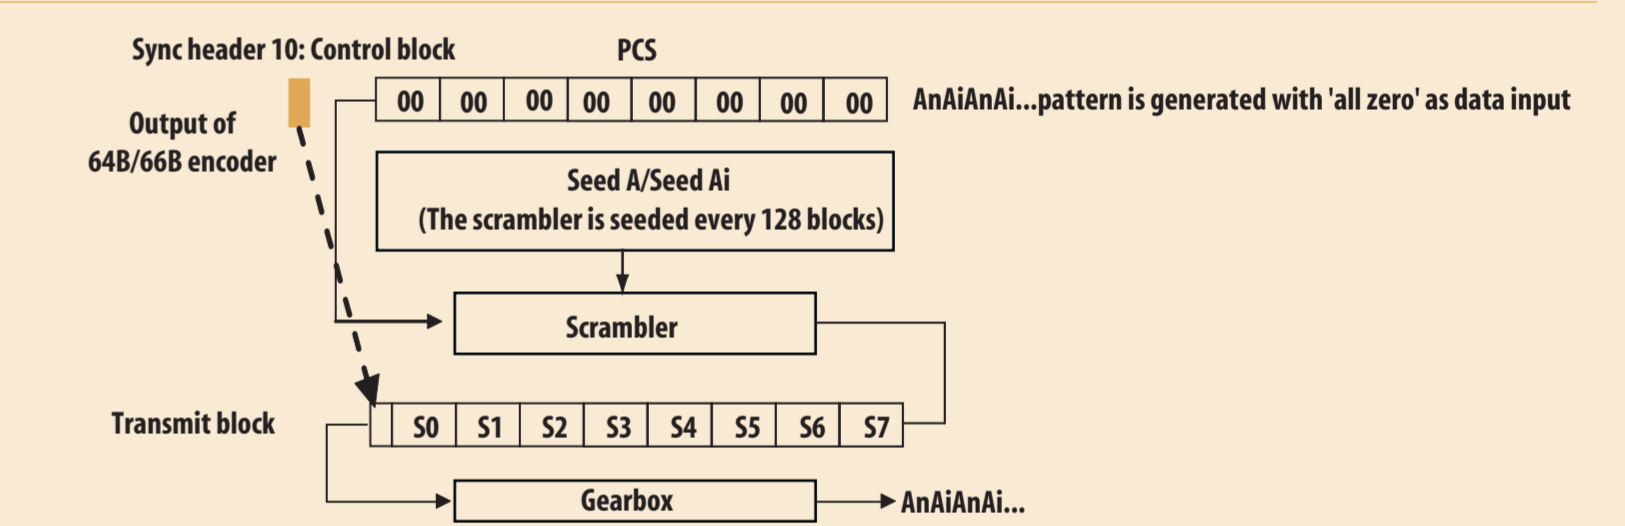 Sync header 10: Control block
PCS
00 00 00 00 00 00 00 00
AnAiAnAi...pattern is generated with 'all zero' as data input
Output of
64B/66B encoder
Seed A/Seed Ai
(The scrambler is seeded every 128 blocks)
Scrambler
Transmit block
S0 S1 S2 S3 S4 S5 S6 S7
Gearbox
AnAiAnAi...